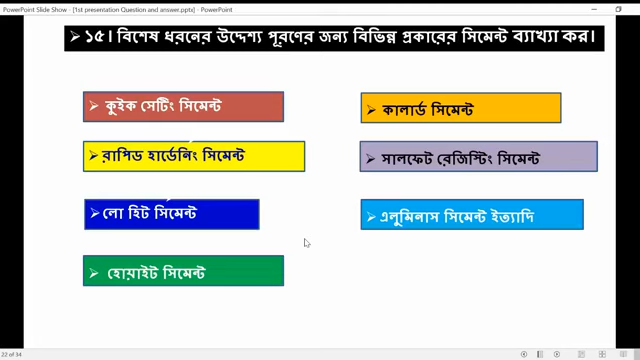 PowerPoint Slide Show - [1st presentation Question and answer.pptx] - PowerPoint
➢ ১৫। বিশেষ ধরনের উদ্দেশ্য পূরণের জন্য বিভিন্ন প্রকারের সিমেন্ট ব্যাখ্যা কর।
➢ কুইক সেটিং সিমেন্ট
➢ রাপিড হার্ডেনিং সিমেন্ট
➢ লো হিট সিমেন্ট
➢ হোয়াইট সিমেন্ট
➢ কালার্ড সিমেন্ট
➢ সালফেট রেজিস্টিং সিমেন্ট
➢ এলুমিনাস সিমেন্ট ইত্যাদি
22 of 34